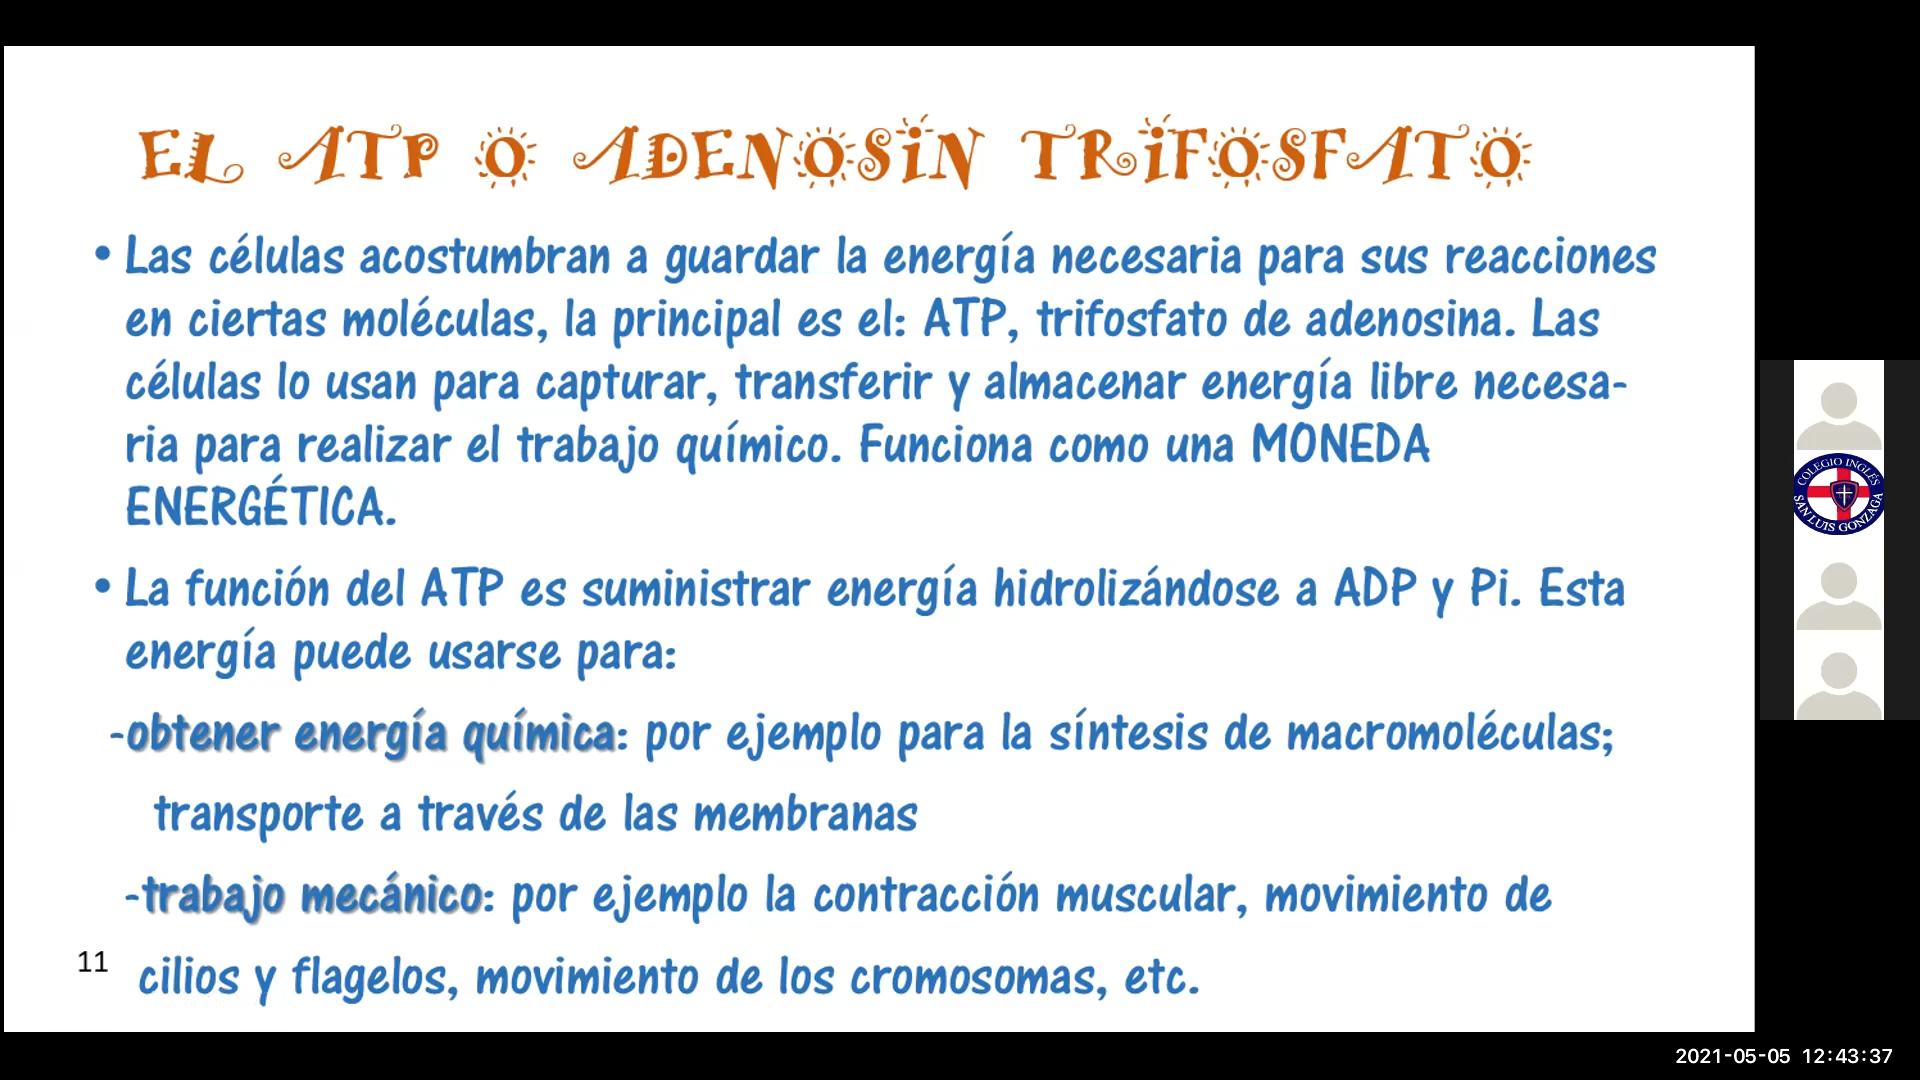 EL ATP O ADENOSIN TRIFOSFATO
• Las células acostumbran a guardar la energía necesaria para sus reacciones
en ciertas moléculas, la principal es el: ATP, trifosfato de adenosina. Las
células lo usan para capturar, transferir y almacenar energía libre necesa-
ria para realizar el trabajo químico. Funciona como una MONEDA
ENERGÉTICA.
• La función del ATP es suministrar energía hidrolizándose a ADP y Pi. Esta
energía puede usarse para:
-obtener energía química: por ejemplo para la síntesis de macromoléculas;
transporte a través de las membranas
-trabajo mecánico: por ejemplo la contracción muscular, movimiento de
cilios y flagelos, movimiento de los cromosomas, etc.
11
COLEGIO INGLÉS
SAN LUIS GONZAGA
2021-05-05 12:43:37